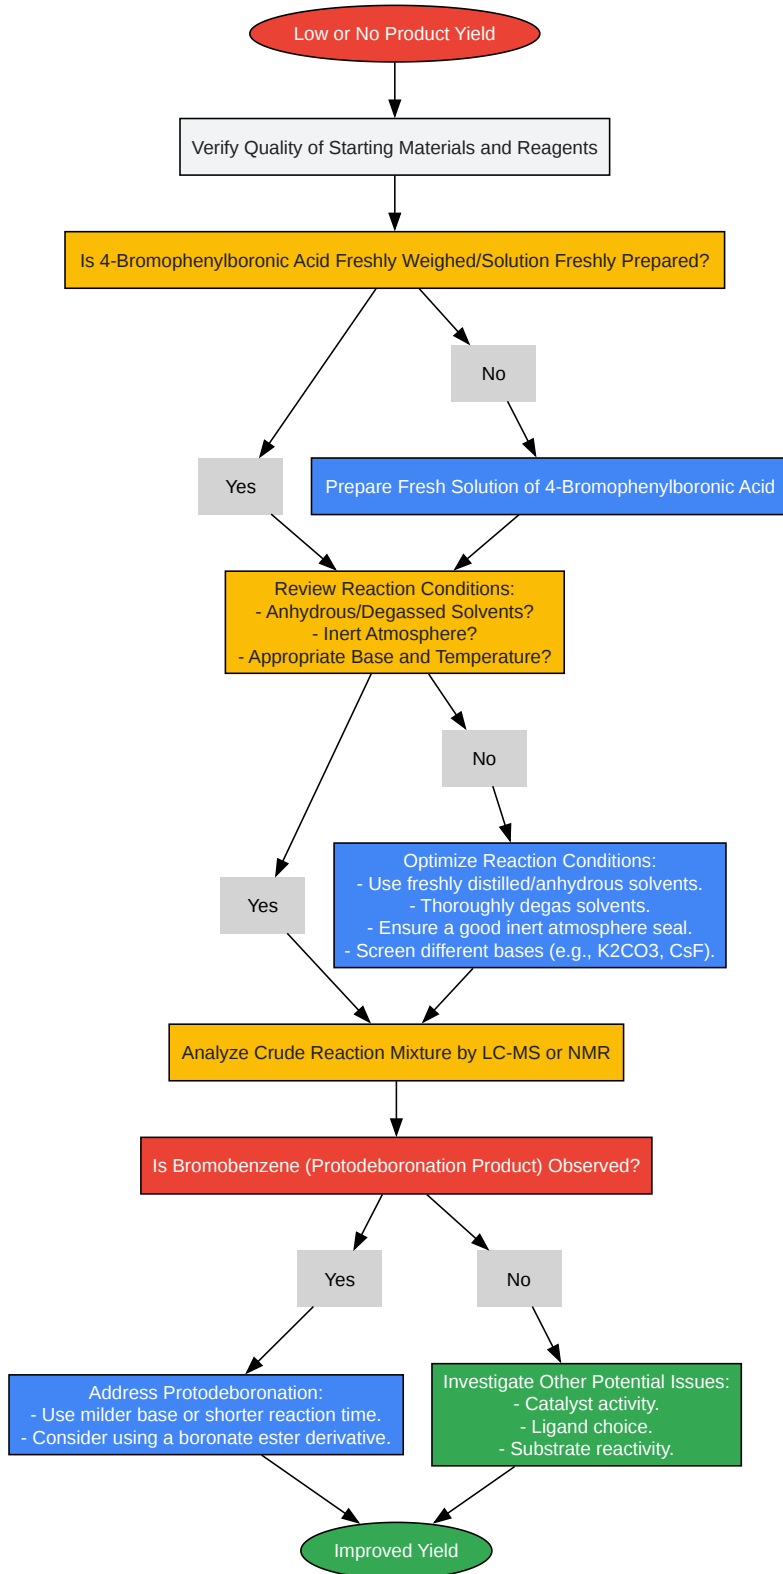 Low or No Product Yield
Verify Quality of Starting Materials and Reagents
Is 4-Bromophenylboronic Acid Freshly Weighed/Solution Freshly Prepared?
No
Yes
Prepare Fresh Solution of 4-Bromophenylboronic Acid
Review Reaction Conditions:
- Anhydrous/Degassed Solvents?
- Inert Atmosphere?
- Appropriate Base and Temperature?
No
Optimize Reaction Conditions:
- Use freshly distilled/anhydrous solvents.
- Thoroughly degas solvents.
- Ensure a good inert atmosphere seal.
- Screen different bases (e.g., K2CO3, CsF).
Yes
Analyze Crude Reaction Mixture by LC-MS or NMR
Is Bromobenzene (Protodeboronation Product) Observed?
Yes
No
Address Protodeboronation:
- Use milder base or shorter reaction time.
- Consider using a boronate ester derivative.
Investigate Other Potential Issues:
- Catalyst activity.
- Ligand choice.
- Substrate reactivity.
Improved Yield